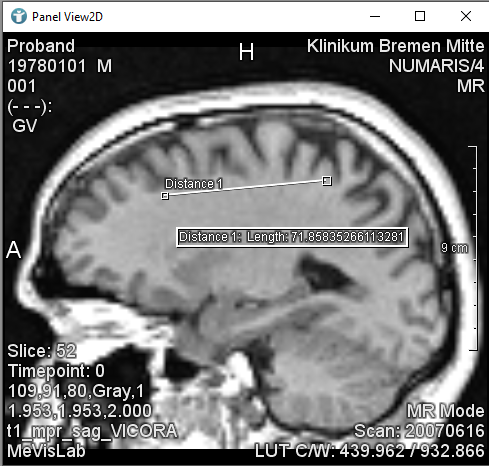 Panel View2D
Proband
19780101 M
001
(- - -):
GV
H
Klinikum Bremen Mitte
NUMARIS/4
MR
Distance 1
Distance 1: Length: 71.85835266113281
A
9 cm
Slice: 52
Timepoint: 0
109,91,80,Gray,1
1.953,1.953,2.000
t1_mpr_sag_VICORA
MeVisLab
MR Mode
Scan: 20070616
LUT C/W: 439.962 / 932.866